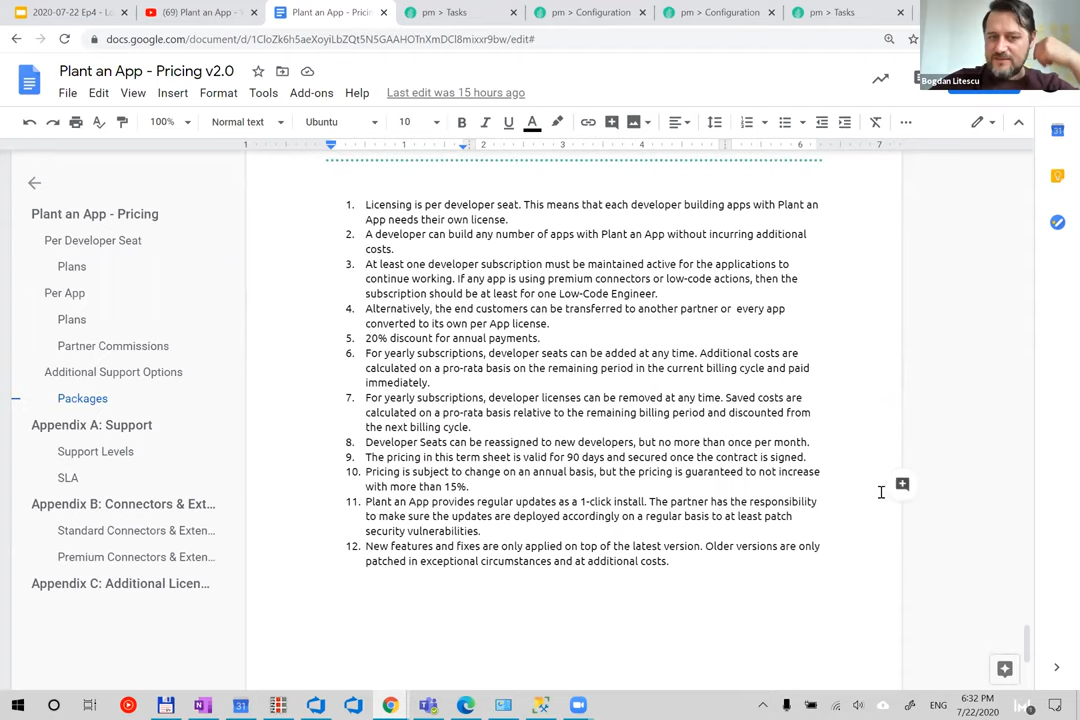 2020-07-22 Ep4 - Lo
(69) Plant an App -
Plant an App - Pricin
pm > Tasks
pm > Configuration
pm > Configuration
pm > Tasks
docs.google.com/document/d/1CloZk6h5aeXoyiLbZQt5N5GAAHOTnXmDCl8mixxr9bw/edit#
Bogdan Litescu
Plant an App - Pricing v2.0
File Edit View Insert Format Tools Add-ons Help Last edit was 15 hours ago
100% Normal text Ubuntu 10
1 1 2 3 4 6 7
Plant an App - Pricing
Per Developer Seat
Plans
Per App
Plans
Partner Commissions
Additional Support Options
Packages
Appendix A: Support
Support Levels
SLA
Appendix B: Connectors & Ext...
Standard Connectors & Exten...
Premium Connectors & Exten...
Appendix C: Additional Licen...
1. Licensing is per developer seat. This means that each developer building apps with Plant an
App needs their own license.
2. A developer can build any number of apps with Plant an App without incurring additional
costs.
3. At least one developer subscription must be maintained active for the applications to
continue working. If any app is using premium connectors or low-code actions, then the
subscription should be at least for one Low-Code Engineer.
4. Alternatively, the end customers can be transferred to another partner or every app
converted to its own per App license.
5. 20% discount for annual payments.
6. For yearly subscriptions, developer seats can be added at any time. Additional costs are
calculated on a pro-rata basis on the remaining period in the current billing cycle and paid
immediately.
7. For yearly subscriptions, developer licenses can be removed at any time. Saved costs are
calculated on a pro-rata basis relative to the remaining billing period and discounted from
the next billing cycle.
8. Developer Seats can be reassigned to new developers, but no more than once per month.
9. The pricing in this term sheet is valid for 90 days and secured once the contract is signed.
10. Pricing is subject to change on an annual basis, but the pricing is guaranteed to not increase
with more than 15%.
11. Plant an App provides regular updates as a 1-click install. The partner has the responsibility
to make sure the updates are deployed accordingly on a regular basis to at least patch
security vulnerabilities.
12. New features and fixes are only applied on top of the latest version. Older versions are only
patched in exceptional circumstances and at additional costs.
ENG
6:32 PM
7/22/2020